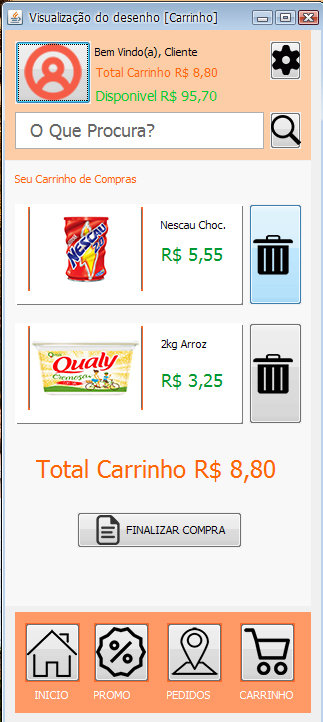 Visualização do desenho [Carrinho]
Bem Vindo(a), Cliente
Total Carrinho R$ 8,80
Disponivel R$ 95,70
O Que Procura?
Seu Carrinho de Compras
NESCAU
Nescau Choc.
R$ 5,55
Qualy
Cremosa
2kg Arroz
R$ 3,25
Total Carrinho R$ 8,80
FINALIZAR COMPRA
INICIO
PROMO
PEDIDOS
CARRINHO